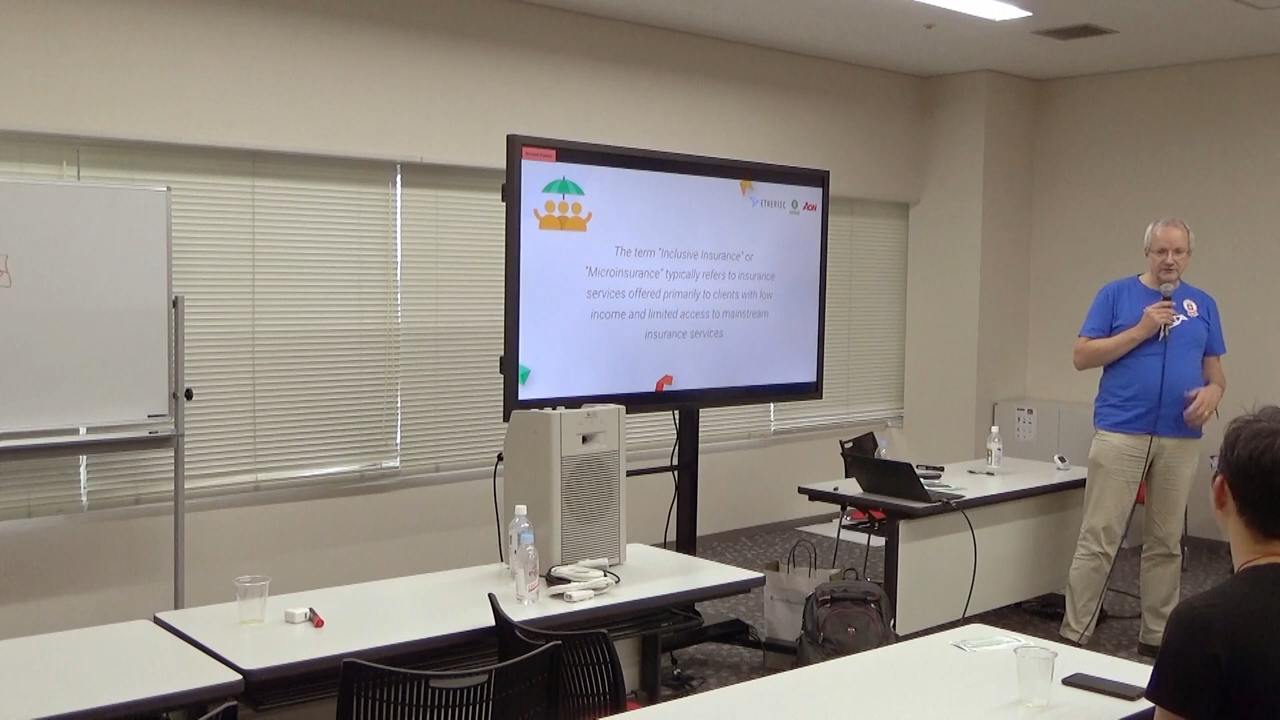 ETHERISC
AON
The term "Inclusive Insurance" or
"Microinsurance" typically refers to insurance
services offered primarily to clients with low
income and limited access to mainstream
insurance services